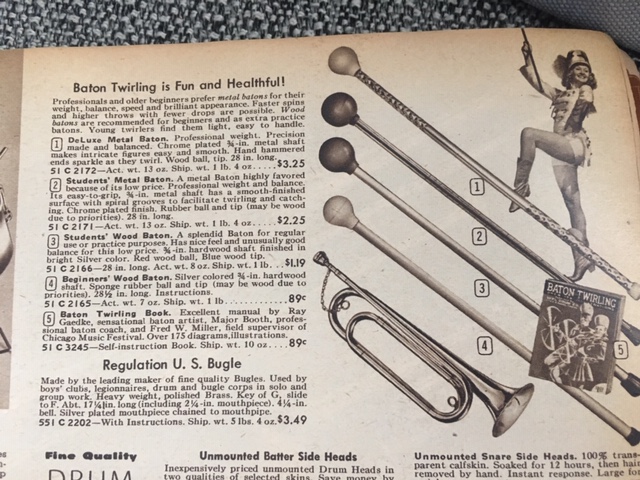 Baton Twirling is Fun and Healthful!
Professionals and older beginners prefer metal batons for their
weight, balance, speed and brilliant appearance. Faster spins
and higher throws with fewer drops are possible. Wood
batons are recommended for beginners and as extra practice
batons. Young twirlers find them light, easy to handle.
1 DeLuxe Metal Baton. Professional weight. Precision
made and balanced. Chrome plated ¾-in. metal shaft
makes intricate figures easy and smooth. Hand hammered
ends sparkle as they twirl. Wood ball, tip. 28 in. long.
51 C 2172—Act. wt. 13 oz. Ship. wt. 1 lb. 4 oz.....$3.25
2 Students' Metal Baton. A metal Baton highly favored
because of its low price. Professional weight and balance.
Its easy-to-grip, ¾-in. metal shaft has a smooth-finished
surface with spiral grooves to facilitate twirling and catch-
ing. Chrome plated finish. Rubber ball and tip (may be wood
due to priorities). 28 in. long.
51 C 2171—Act. wt. 13 oz. Ship. wt. 1 lb. 4 oz.....$2.25
3 Students' Wood Baton. A splendid Baton for regular
use or practice purposes. Has nice feel and unusually good
balance for this low price. ¾-in. hardwood shaft finished in
bright Silver color. Red wood ball, Blue wood tip.
51 C 2166—28 in. long. Act. wt. 8 oz. Ship. wt. 1 lb...$1.19
4 Beginners' Wood Baton. Silver colored ¾-in. hardwood
shaft. Sponge rubber ball and tip (may be wood due to
priorities). 28½ in. long. Instructions.
51 C 2165—Act. wt. 7 oz. Ship. wt. 1 lb............89¢
5 Baton Twirling Book. Excellent manual by Ray
Gaedke, sensational baton artist, Major Booth, profes-
sional baton coach, and Fred W. Miller, field supervisor of
Chicago Music Festival. Over 175 diagrams, illustrations.
51 C 3245—Self-instruction Book. Ship. wt. 10 oz....89¢
Regulation U. S. Bugle
Made by the leading maker of fine quality Bugles. Used by
boys' clubs, legionnaires, drum and bugle corps in solo and
group work. Heavy weight, polished Brass. Key of G, slide
to F. Abt. 17⅛ in. long (including 2¼-in. mouthpiece). 4¼-in.
bell. Silver plated mouthpiece chained to mouthpipe.
551 C 2202—With Instructions. Ship. wt. 5 lbs. 4 oz. $3.49
1
2
3
4
5
BATON TWIRLING
Fine Quality
DRUM
Unmounted Batter Side Heads
Inexpensively priced unmounted Drum Heads in
two qualities of selected skins. Save money by
Unmounted Snare Side Heads. 100% trans-
parent calfskin. Soaked for 12 hours, then hair
removed by hand. Instant response. Large for